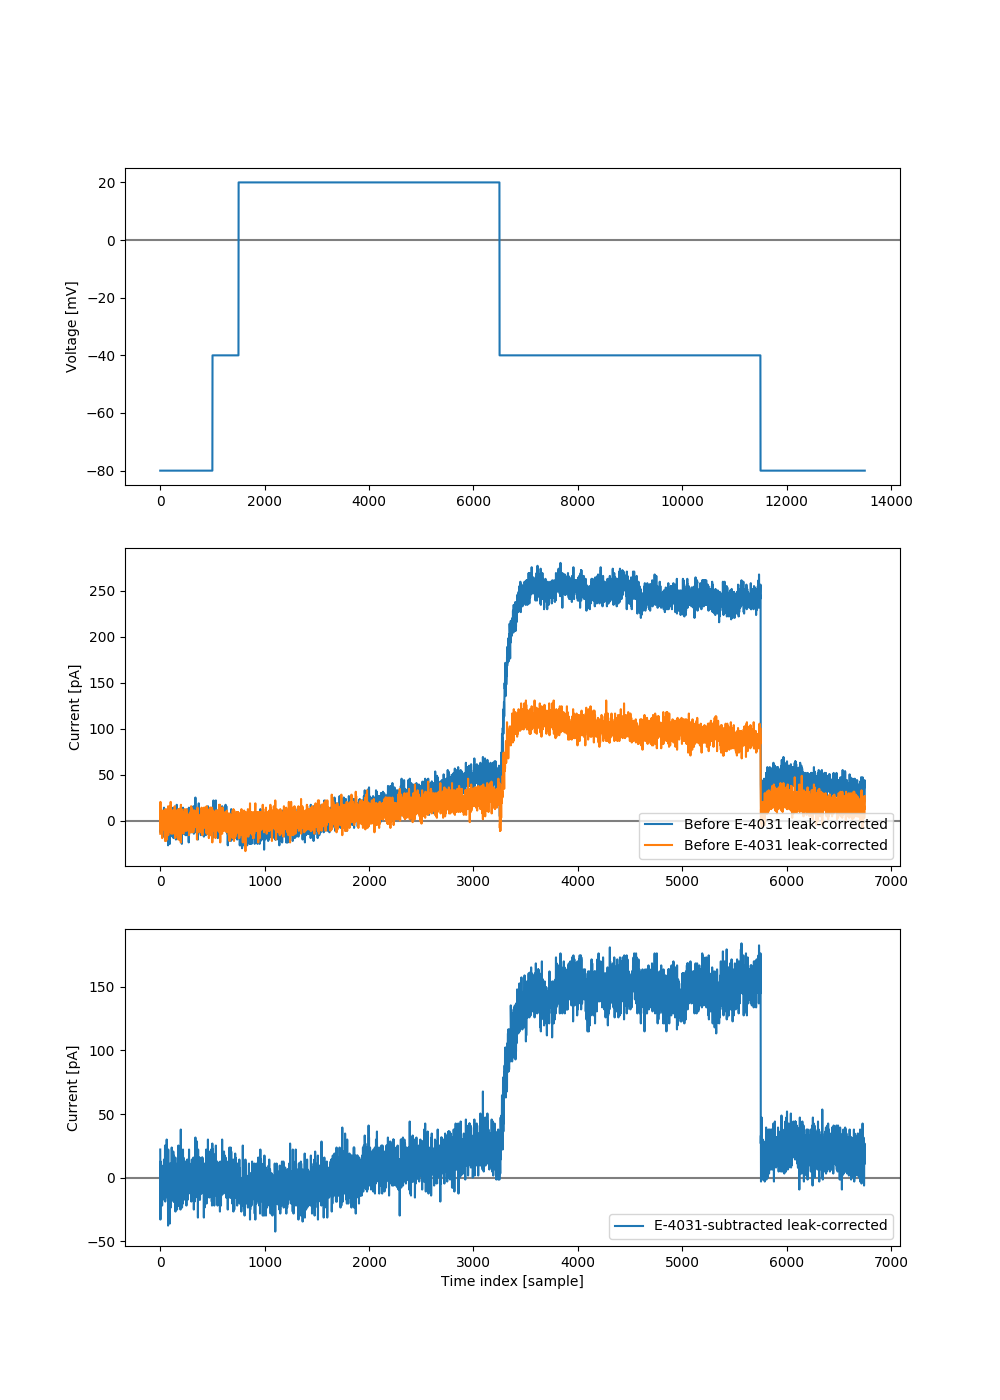 20
0
−20
−40
−60
−80
Voltage [mV]
0 2000 4000 6000 8000 10000 12000 14000
250
200
150
100
50
0
Current [pA]
Before E-4031 leak-corrected
Before E-4031 leak-corrected
0 1000 2000 3000 4000 5000 6000 7000
150
100
50
0
−50
Current [pA]
E-4031-subtracted leak-corrected
0 1000 2000 3000 4000 5000 6000 7000
Time index [sample]